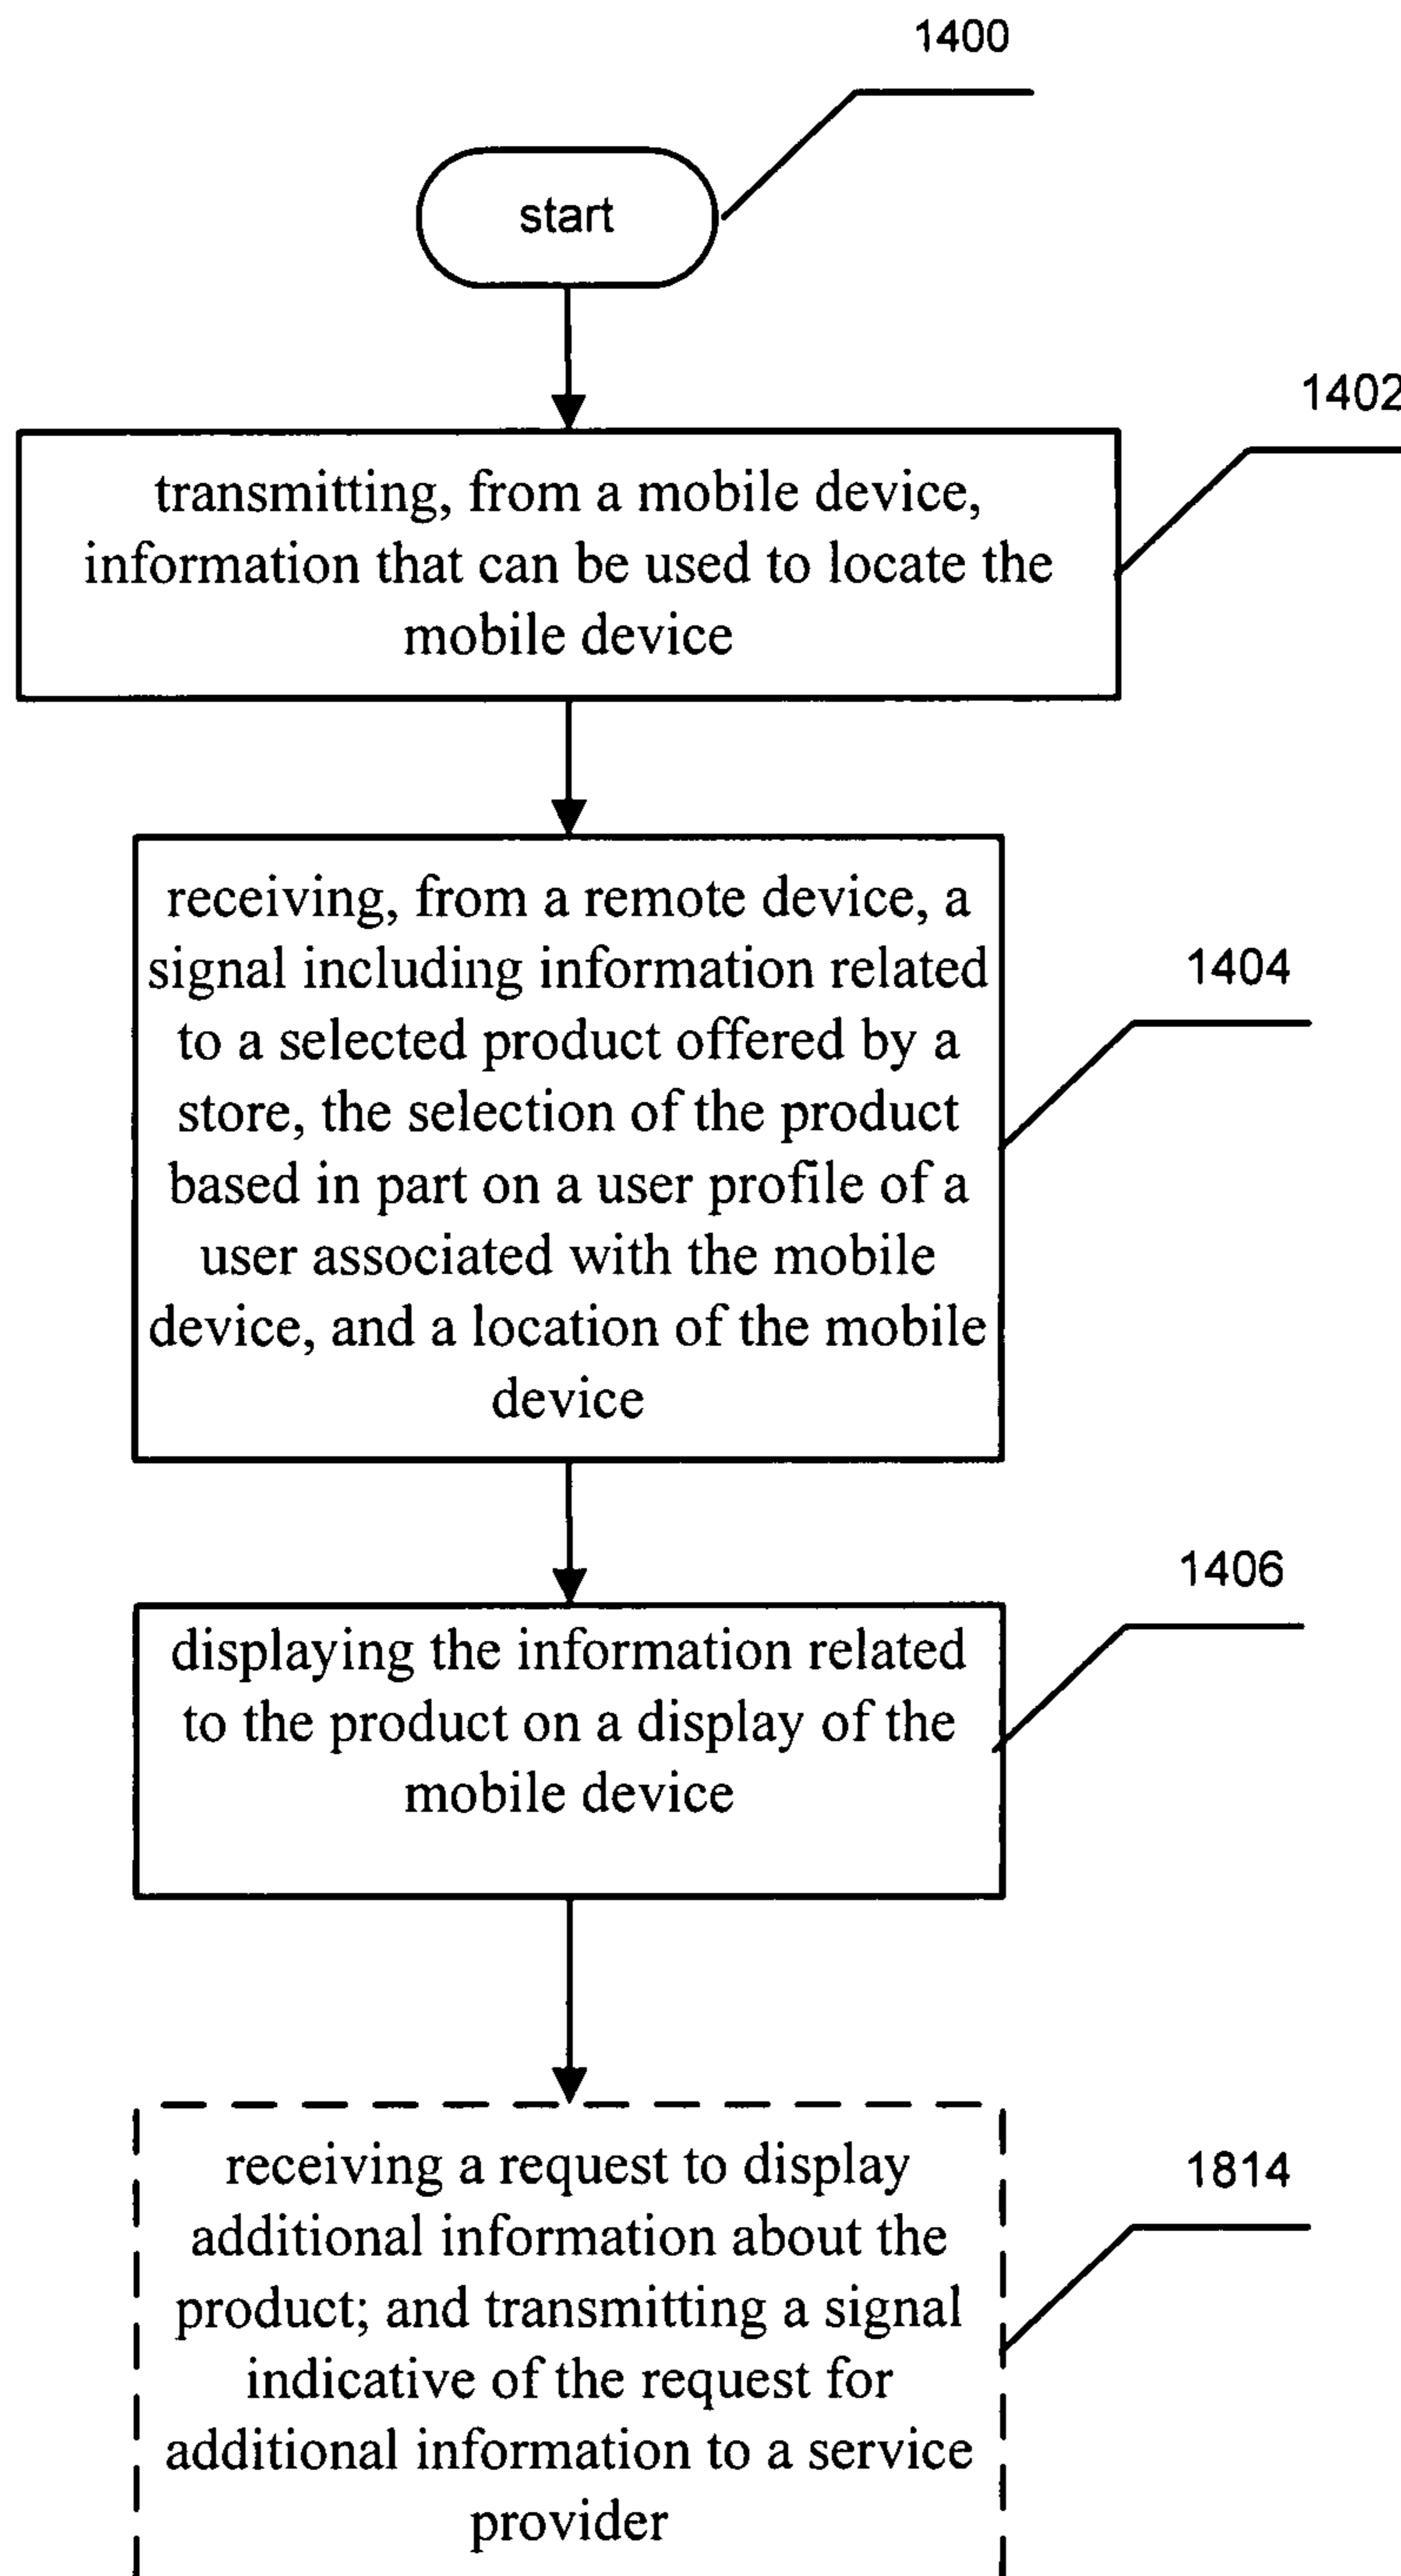 1400
start
1402
transmitting, from a mobile device,
information that can be used to locate the
mobile device
receiving, from a remote device, a
signal including information related
to a selected product offered by a
store, the selection of the product
based in part on a user profile of a
user associated with the mobile
device, and a location of the mobile
device
1404
1406
displaying the information related
to the product on a display of the
mobile device
receiving a request to display
additional information about the
product; and transmitting a signal
indicative of the request for
additional information to a service
provider
1814